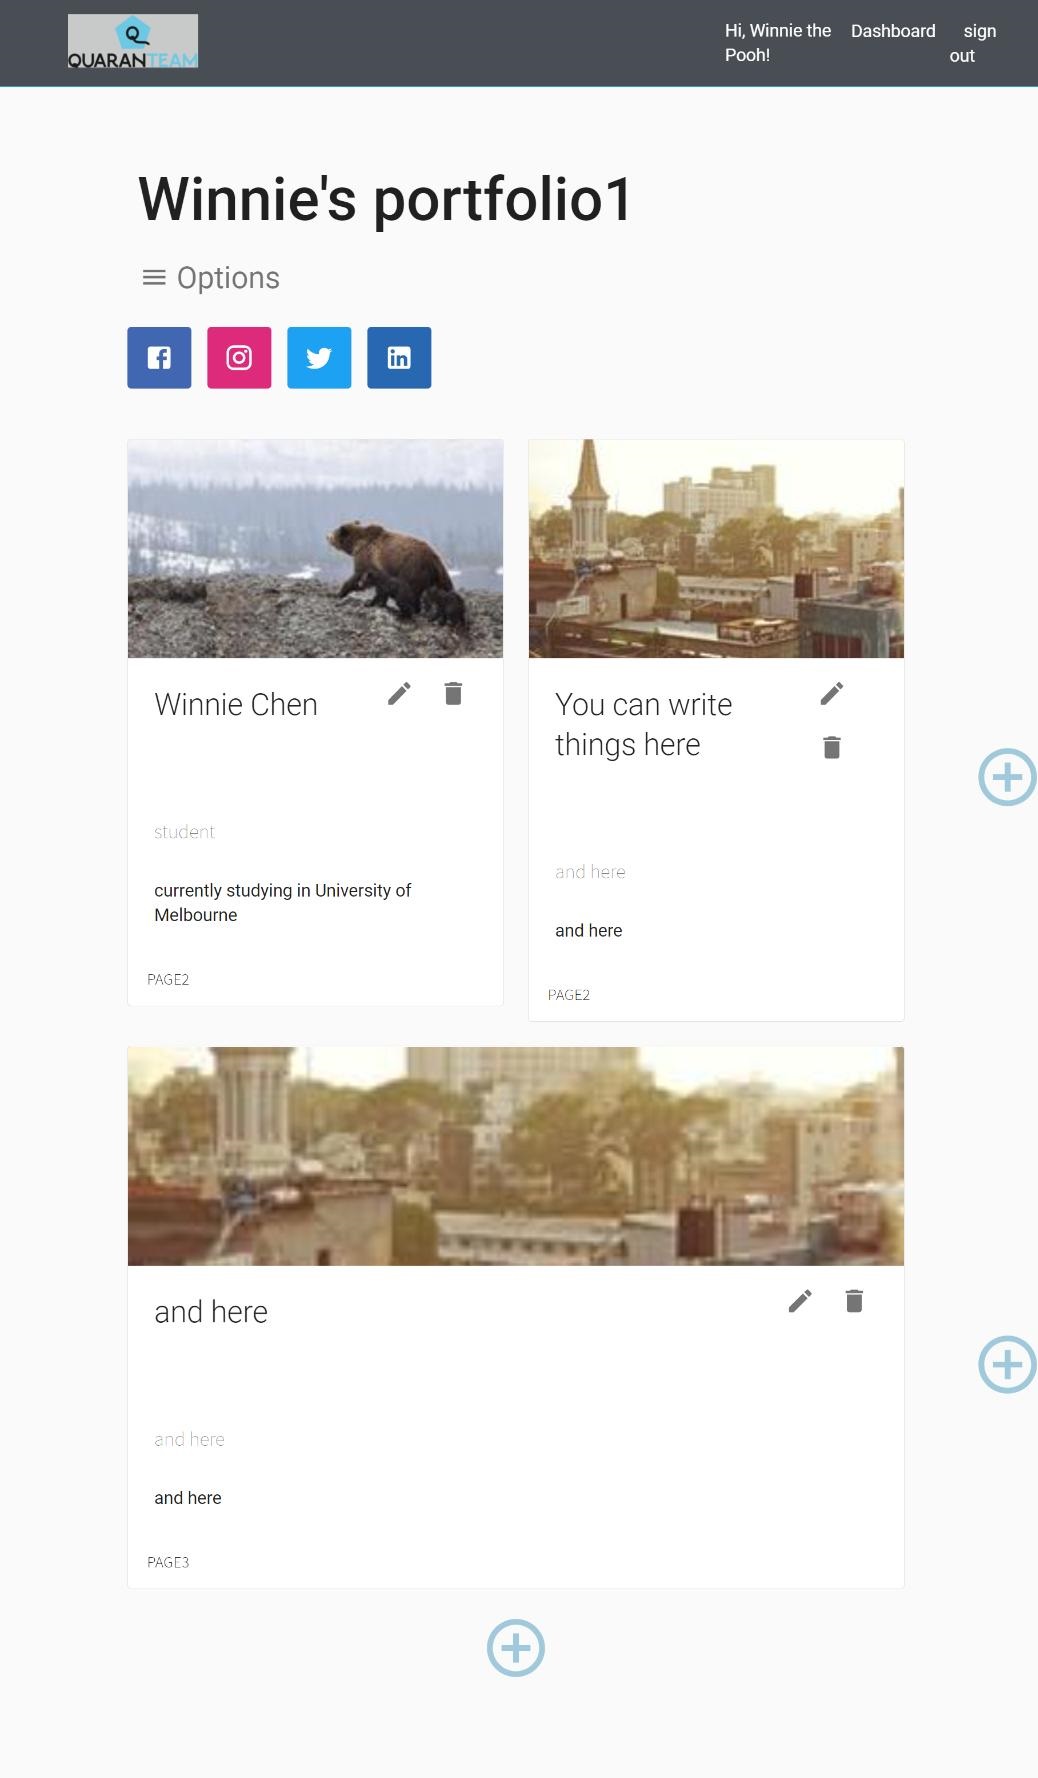 QUARANTEAM
Hi, Winnie the
Pooh!
Dashboard
sign
out
Winnie's portfolio1
Options
Winnie Chen
student
currently studying in University of
Melbourne
PAGE2
You can write
things here
and here
and here
PAGE2
and here
and here
and here
PAGE3